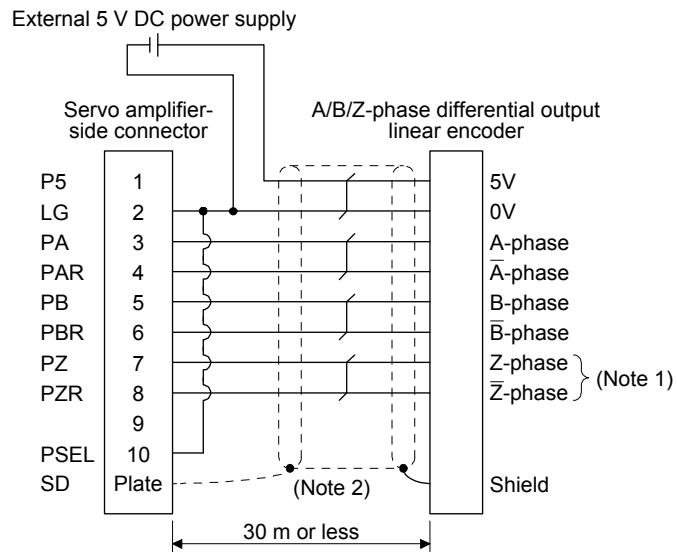 External 5 V DC power supply
Servo amplifier-
side connector
A/B/Z-phase differential output
linear encoder
P5 1 5V
LG 2 0V
PA 3 A-phase
PAR 4 A̅-phase
PB 5 B-phase
PBR 6 B̅-phase
PZ 7 Z-phase
PZR 8 Z̅-phase
(Note 1)
9
PSEL 10
SD Plate (Note 2) Shield
30 m or less